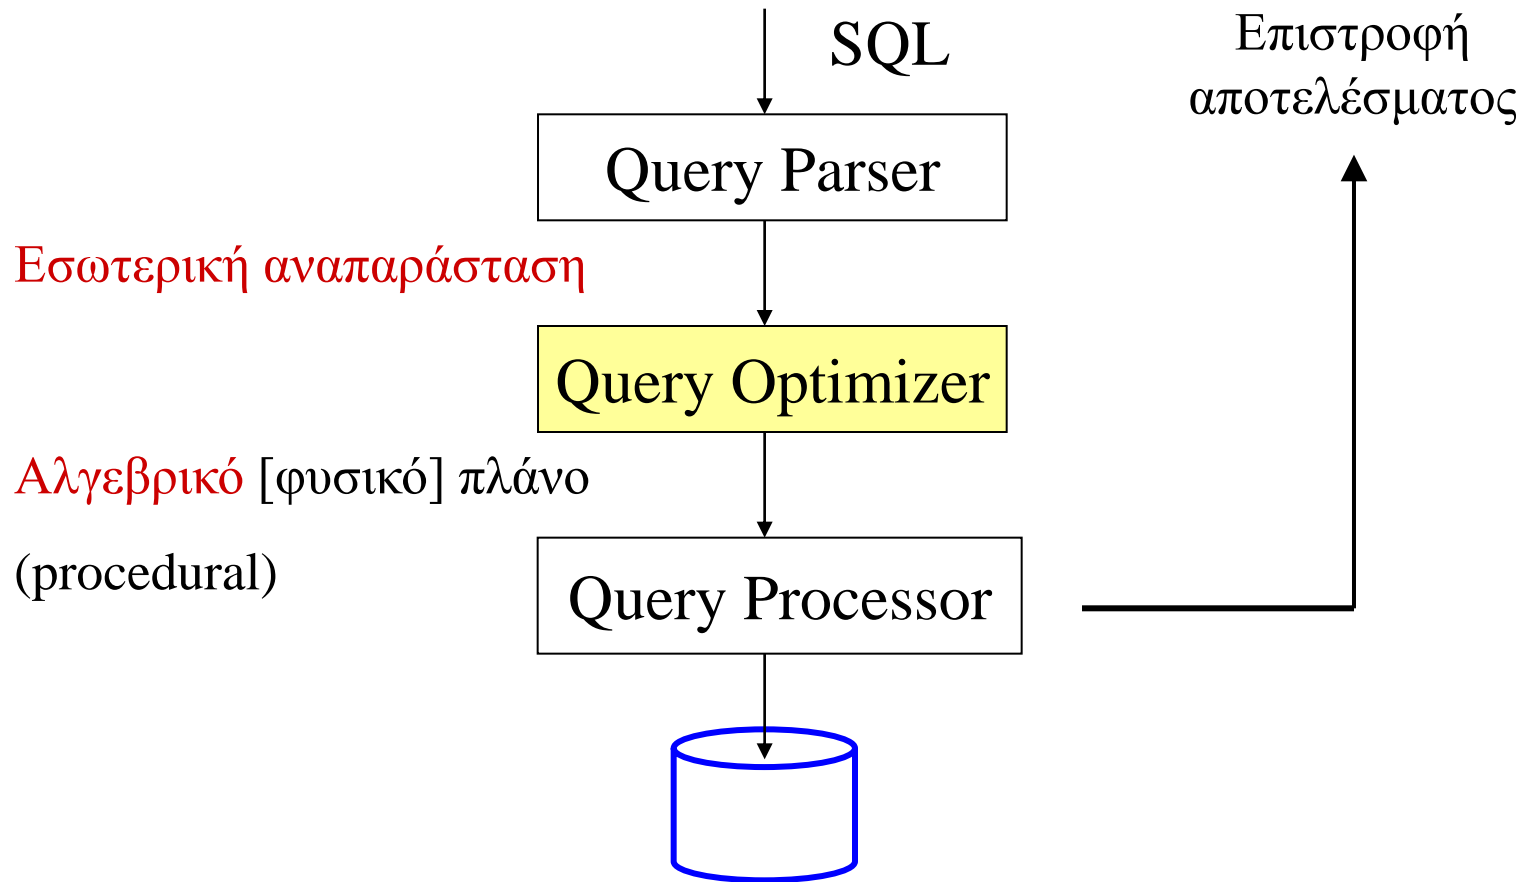 SQL
Επιστροφή
αποτελέσματος
Query Parser
Εσωτερική αναπαράσταση
Query Optimizer
Αλγεβρικό [φυσικό] πλάνο
(procedural)
Query Processor